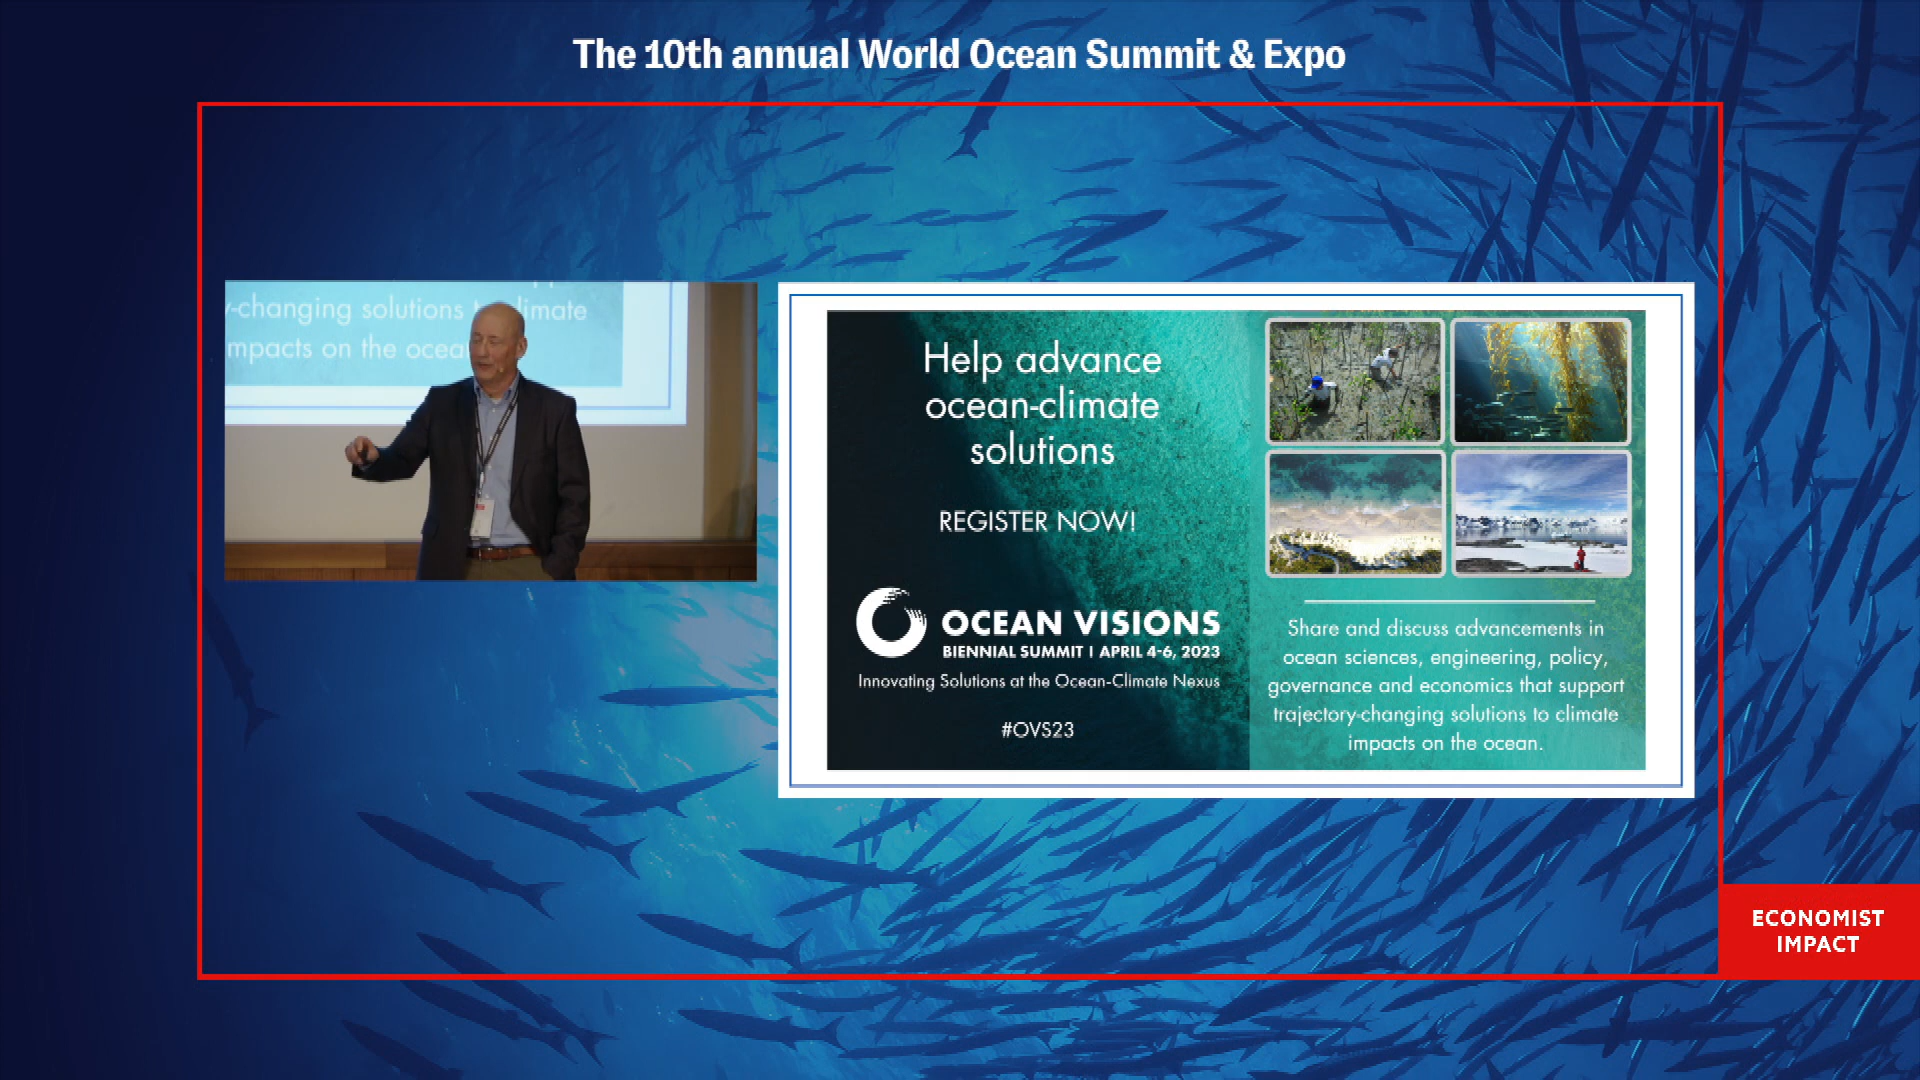 The 10th annual World Ocean Summit & Expo
-changing solutions
climate
mpacts on the
Help advance
ocean-climate
solutions
REGISTER NOW!
OCEAN VISIONS
BIENNIAL SUMMIT | APRIL 4-6, 2023
Innovating Solutions at the Ocean-Climate Nexus
#OVS23
Share and discuss advancements in
ocean sciences, engineering, policy,
governance and economics that support
trajectory-changing solutions to climate
impacts on the ocean.
ECONOMIST
IMPACT